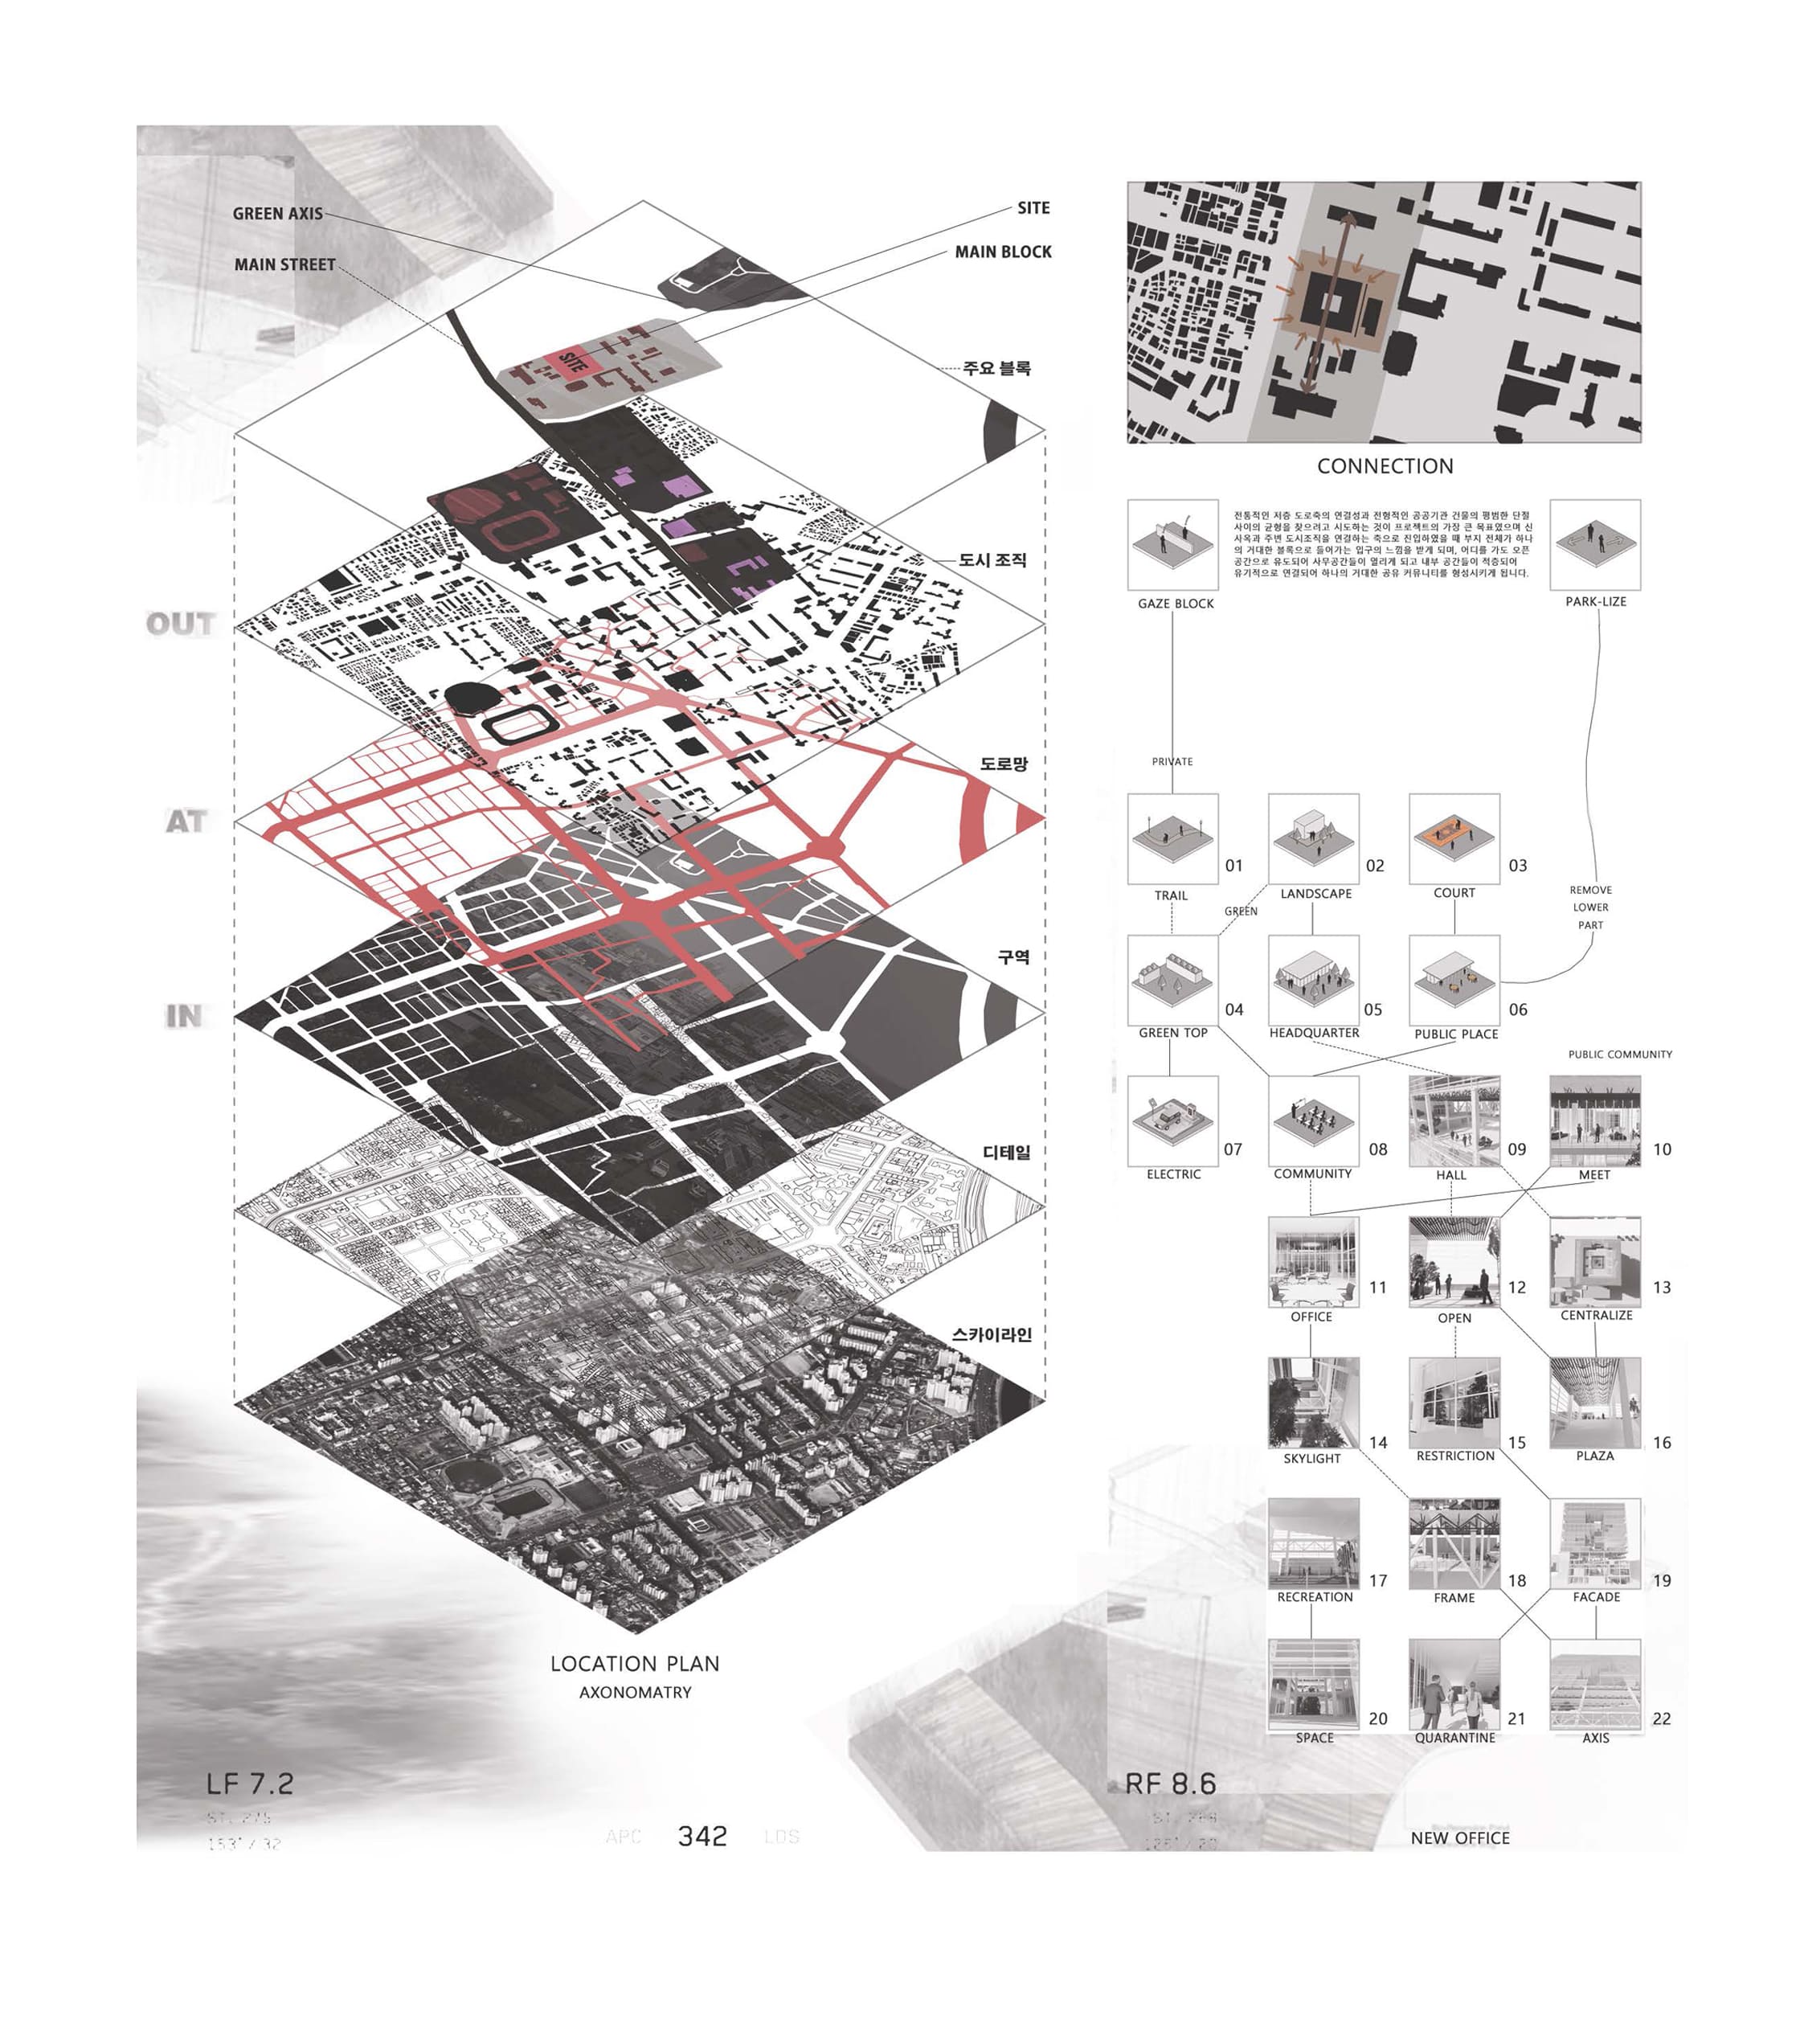 GREEN AXIS
MAIN STREET
SITE
MAIN BLOCK
SITE
주요 블록
도시 조직
OUT
도로망
AT
구역
IN
디테일
스카이라인
LOCATION PLAN
AXONOMATRY
LF 7.2
ST. 275
153° / 32
APC 342 LDS
CONNECTION
전통적인 저층 도로축의 연결성과 전형적인 공공기관 건물의 평범한 단절
사이의 균형을 찾으려고 시도하는 것이 프로젝트의 가장 큰 목표였으며 신
사옥과 주변 도시조직을 연결하는 축으로 진입하였을 때 부지 전체가 하나
의 거대한 블록으로 들어가는 입구의 느낌을 받게 되며, 어디를 가도 오픈
공간으로 유도되어 사무공간들이 열리게 되고 내부 공간들이 적층되어
유기적으로 연결되어 하나의 거대한 공유 커뮤니티를 형성시키게 됩니다.
GAZE BLOCK
PARK-LIZE
PRIVATE
01
02
03
TRAIL
LANDSCAPE
COURT
GREEN
REMOVE
LOWER
PART
04
05
06
GREEN TOP
HEADQUARTER
PUBLIC PLACE
PUBLIC COMMUNITY
07
08
09
10
ELECTRIC
COMMUNITY
HALL
MEET
11
12
13
OFFICE
OPEN
CENTRALIZE
14
15
16
SKYLIGHT
RESTRICTION
PLAZA
17
18
19
RECREATION
FRAME
FACADE
20
21
22
SPACE
QUARANTINE
AXIS
RF 8.6
NEW OFFICE